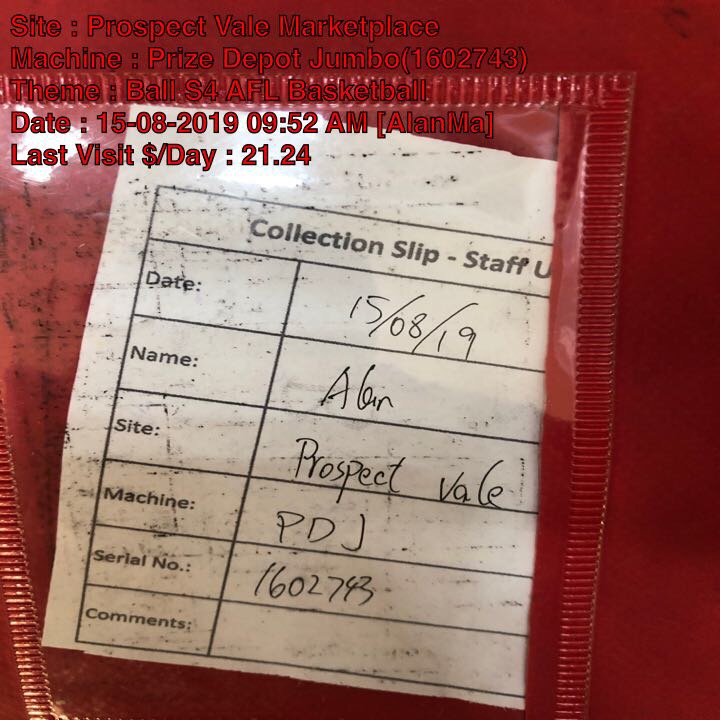 Site : Prospect Vale Marketplace
Machine : Prize Depot Jumbo(1602743)
Theme : Ball S4 AFL Basketball
Date : 15-08-2019 09:52 AM [AlanMa]
Last Visit $/Day : 21.24
Collection Slip - Staff U
Date: 15/08/19
Name: Alan
Site: Prospect Vale
Machine: PDJ
Serial No.: 1602743
Comments: